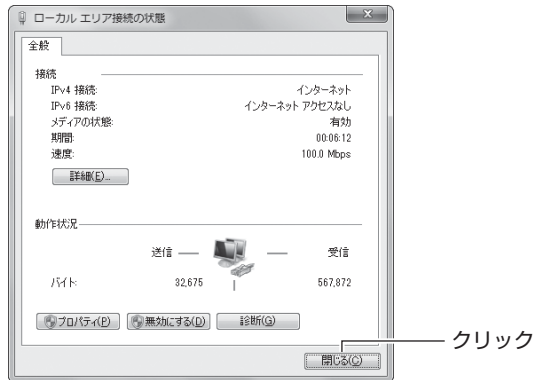 ローカル エリア接続の状態
全般
接続
IPv4 接続: インターネット
IPv6 接続: インターネット アクセスなし
メディアの状態: 有効
期間: 00:06:12
速度: 100.0 Mbps
詳細(E)...
動作状況
送信 — — 受信
バイト: 32,675 567,872
プロパティ(P) 無効にする(D) 診断(G)
閉じる(C)
クリック